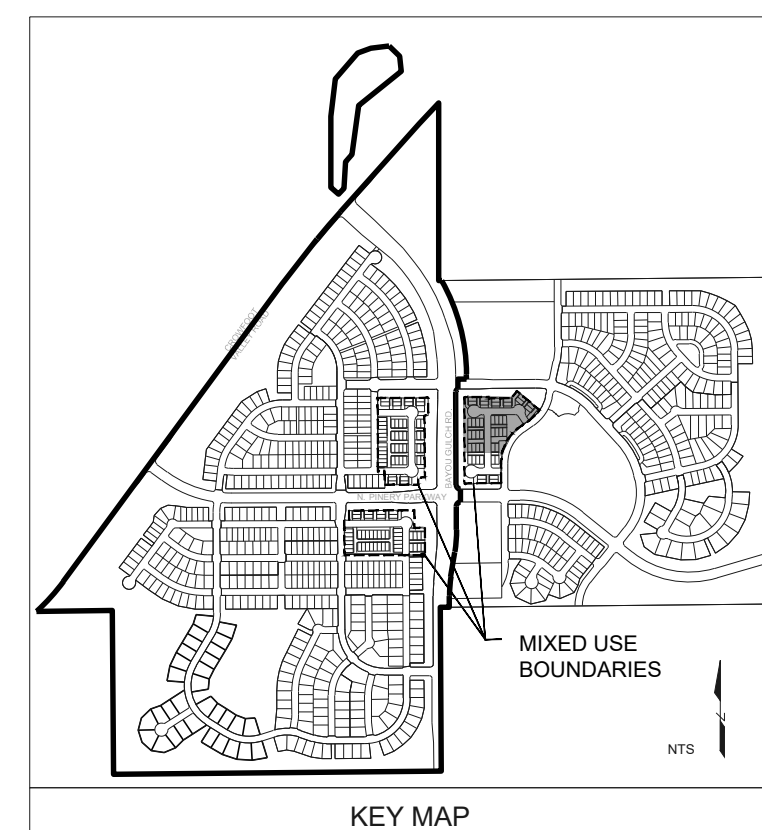 CROWFOOT
VALLEY ROAD
BAYOU GULCH RD.
N. PINERY PARKWAY
MIXED USE
BOUNDARIES
NTS
Z
KEY MAP